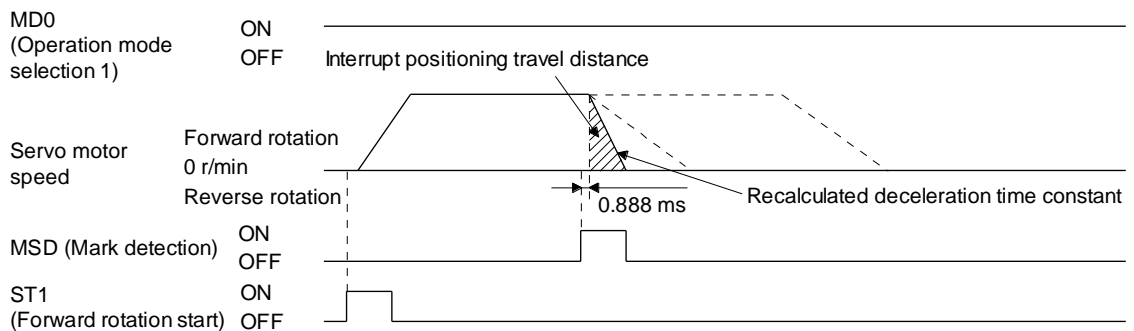 MD0
(Operation mode
selection 1)
ON
OFF
Interrupt positioning travel distance
Servo motor
speed
Forward rotation
0 r/min
Reverse rotation
0.888 ms
Recalculated deceleration time constant
MSD (Mark detection)
ON
OFF
ST1
(Forward rotation start)
ON
OFF